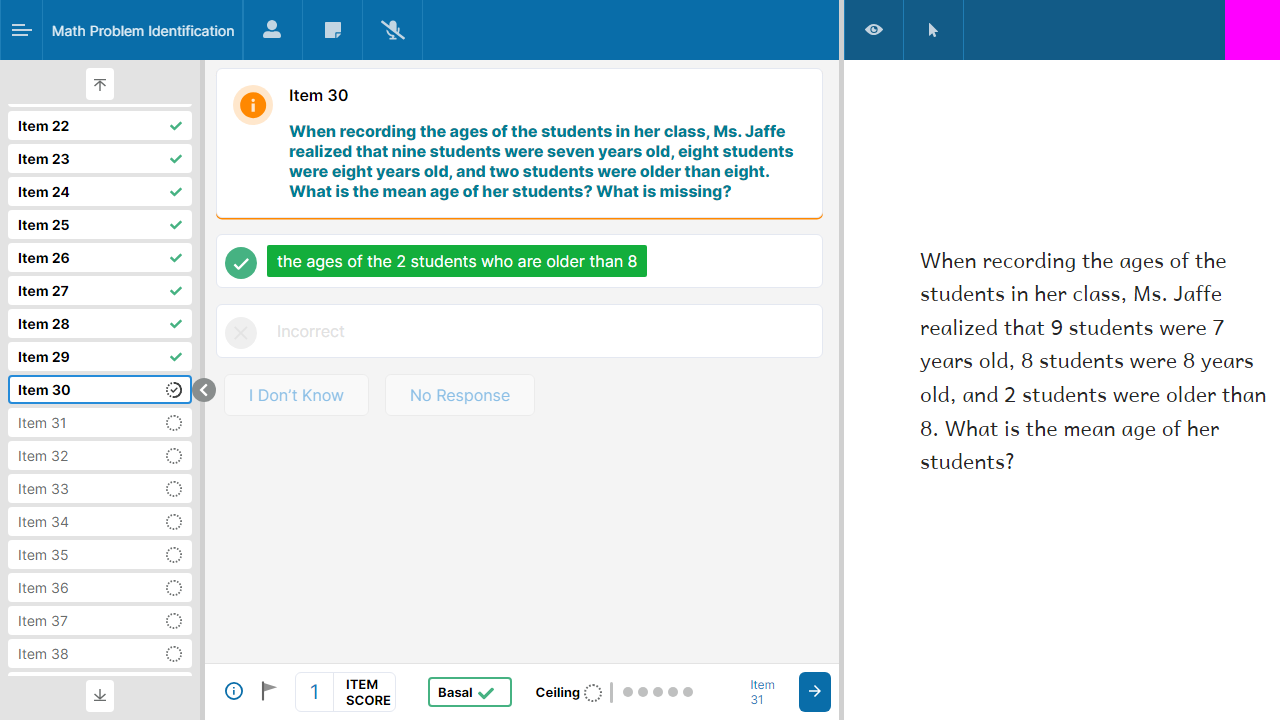 Math Problem Identification
Item 22
Item 23
Item 24
Item 25
Item 26
Item 27
Item 28
Item 29
Item 30
Item 31
Item 32
Item 33
Item 34
Item 35
Item 36
Item 37
Item 38
Item 30
When recording the ages of the students in her class, Ms. Jaffe
realized that nine students were seven years old, eight students
were eight years old, and two students were older than eight.
What is the mean age of her students? What is missing?
the ages of the 2 students who are older than 8
Incorrect
I Don't Know
No Response
1
ITEM
SCORE
Basal
Ceiling
Item
31
When recording the ages of the
students in her class, Ms. Jaffe
realized that 9 students were 7
years old, 8 students were 8 years
old, and 2 students were older than
8. What is the mean age of her
students?